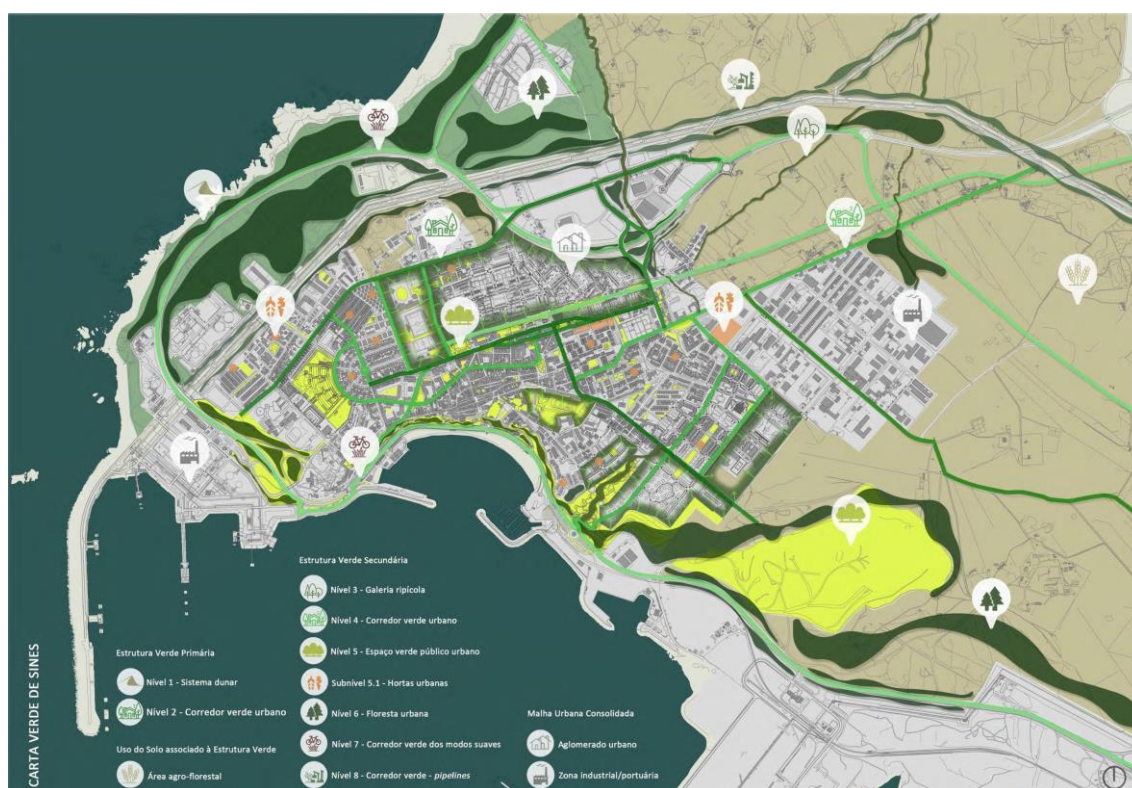 CARTA VERDE DE SINES
Estrutura Verde Primária
Nível 1 - Sistema dunar
Nível 2 - Corredor verde urbano
Uso do Solo associado à Estrutura Verde
Área agro-florestal
Estrutura Verde Secundária
Nível 3 - Galeria ripícola
Nível 4 - Corredor verde urbano
Nível 5 - Espaço verde público urbano
Subnível 5.1 - Hortas urbanas
Nível 6 - Floresta urbana
Nível 7 - Corredor verde dos modos suaves
Nível 8 - Corredor verde - pipelines
Malha Urbana Consolidada
Aglomerado urbano
Zona industrial/portuária